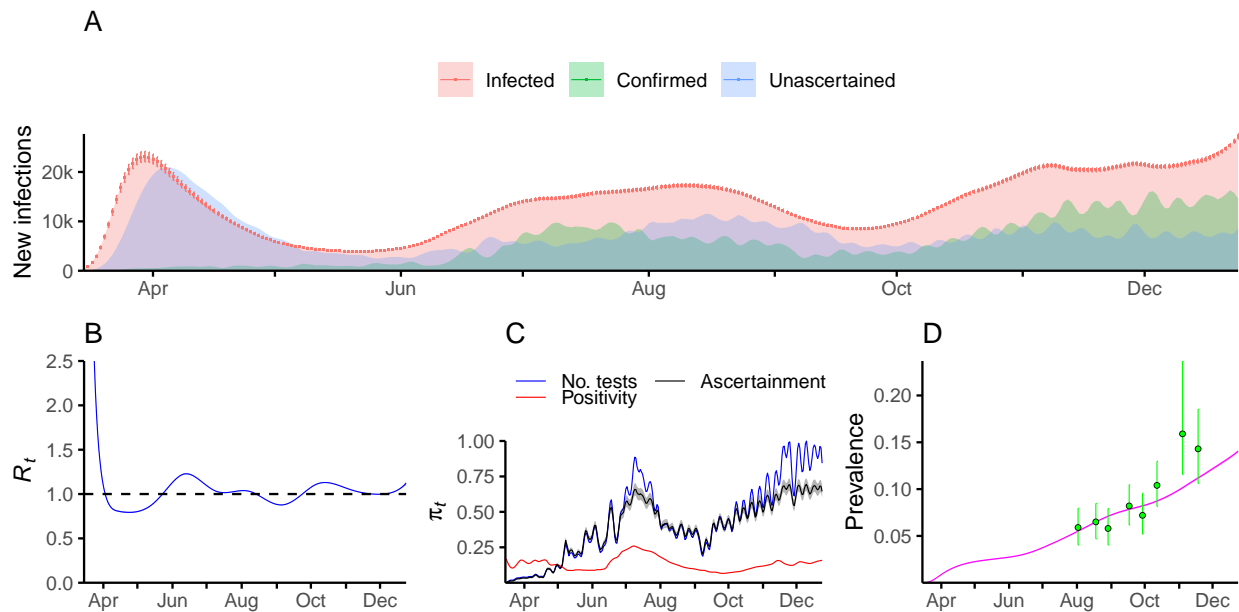 A
Infected Confirmed Unascertained
New infections
20k
10k
0
Apr Jun Aug Oct Dec
B
R_t
2.5
2.0
1.5
1.0
0.5
0.0
Apr Jun Aug Oct Dec
C
No. tests Ascertainment
Positivity
π_t
1.00
0.75
0.50
0.25
Apr Jun Aug Oct Dec
D
Prevalence
0.20
0.15
0.10
0.05
Apr Jun Aug Oct Dec